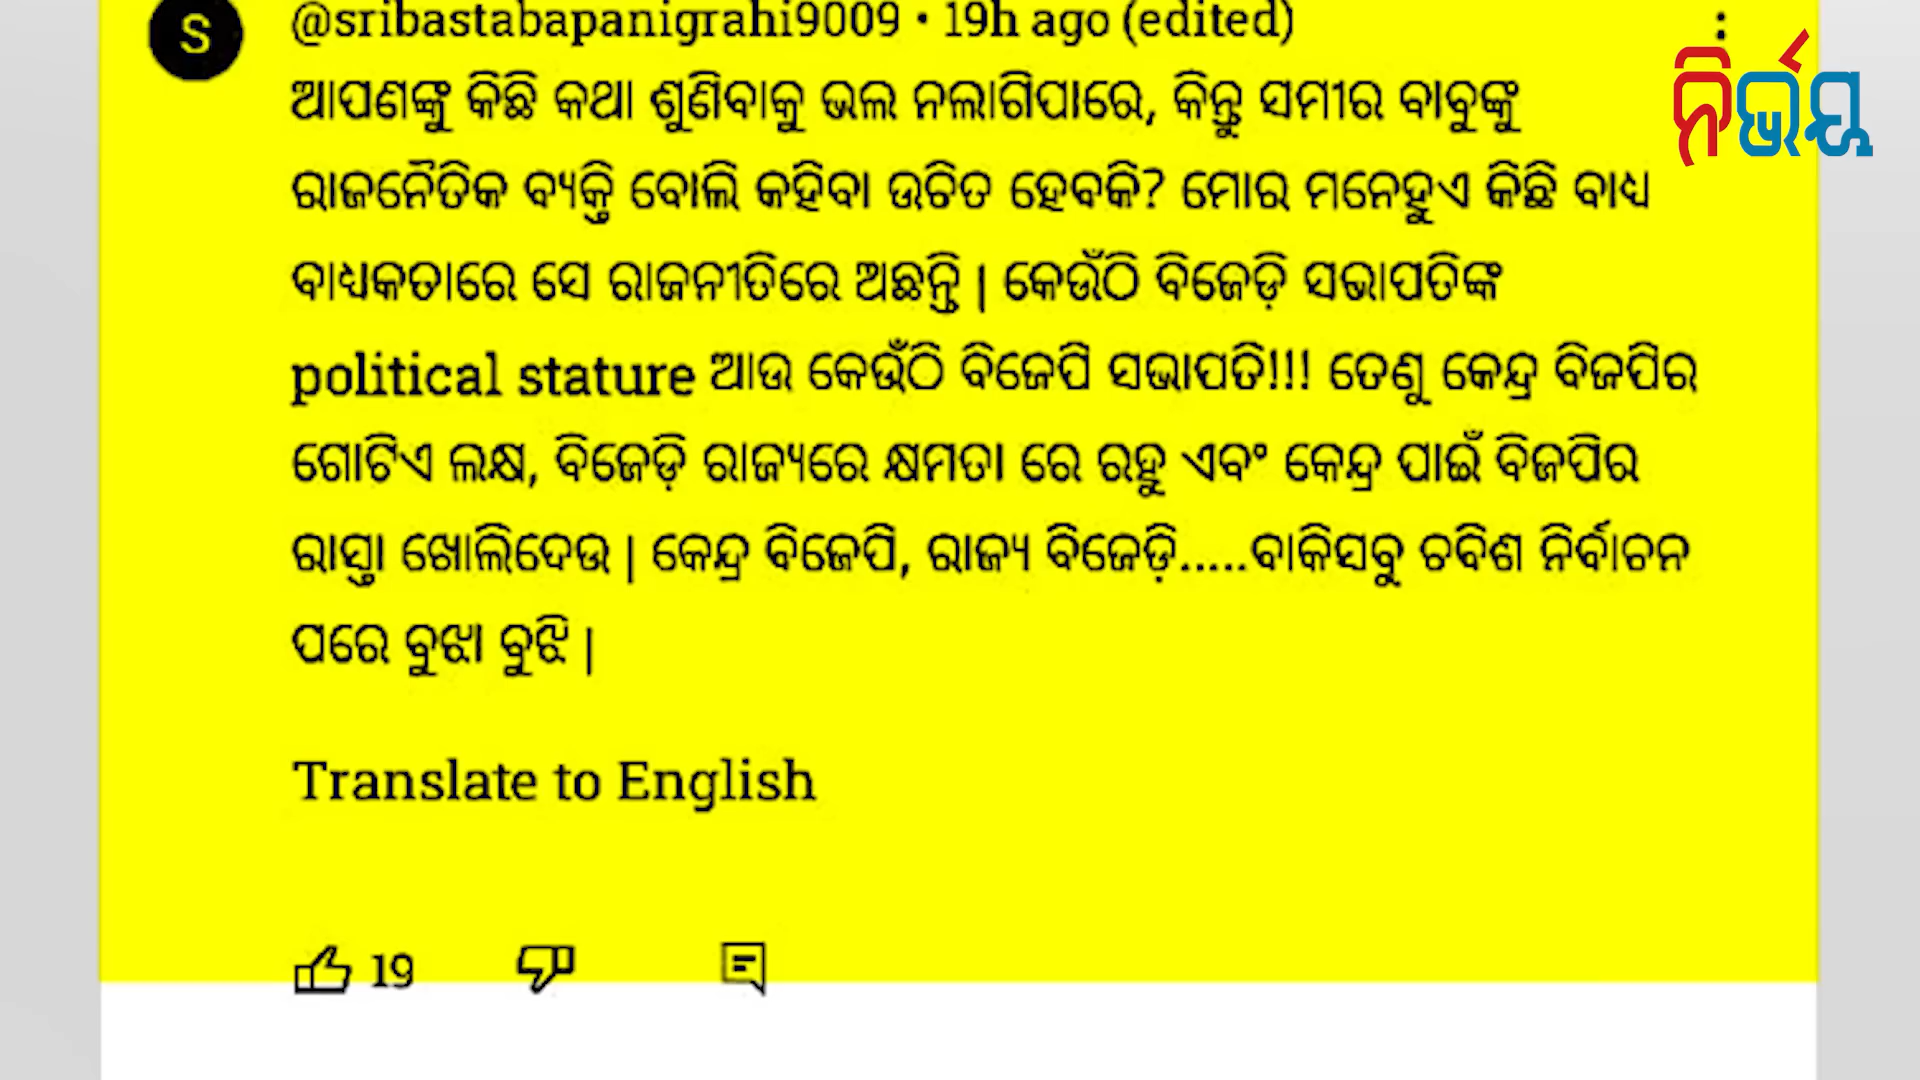 S @sribastabapanigrahi9009 • 19h ago (edited)
ନିର୍ଭୟ
ଆପଣଙ୍କୁ କିଛି କଥା ଶୁଣିବାକୁ ଭଲ ନଲାଗିପାରେ, କିନ୍ତୁ ସମୀର ବାବୁଙ୍କୁ
ରାଜନୈତିକ ବ୍ୟକ୍ତି ବୋଲି କହିବା ଉଚିତ ହେବକି? ମୋର ମନେହୁଏ କିଛି ବାଧ୍ୟ
ବାଧ୍ୟକତାରେ ସେ ରାଜନୀତିରେ ଅଛନ୍ତି | କେଉଁଠି ବିଜେଡ଼ି ସଭାପତିଙ୍କ
political stature ଆଉ କେଉଁଠି ବିଜେପି ସଭାପତି!!! ତେଣୁ କେନ୍ଦ୍ର ବିଜପିର
ଗୋଟିଏ ଲକ୍ଷ, ବିଜେଡ଼ି ରାଜ୍ୟରେ କ୍ଷମତା ରେ ରହୁ ଏବଂ କେନ୍ଦ୍ର ପାଇଁ ବିଜପିର
ରାସ୍ତା ଖୋଲିଦେଉ | କେନ୍ଦ୍ର ବିଜେପି, ରାଜ୍ୟ ବିଜେଡ଼ି.....ବାକିସବୁ ଚବିଶ ନିର୍ବାଚନ
ପରେ ବୁଝା ବୁଝି |
Translate to English
19